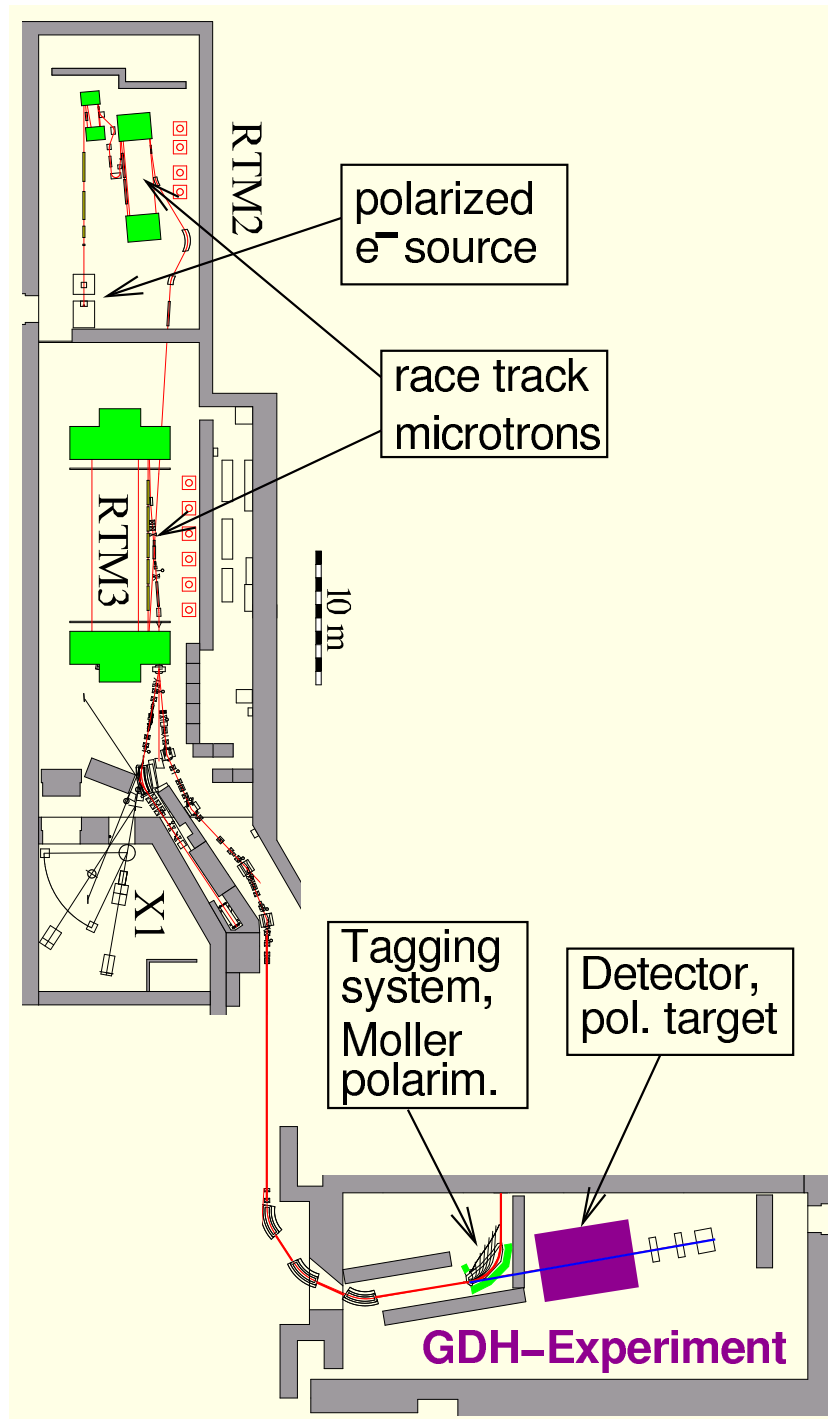 RTM2
polarized
e⁻ source
race track
microtrons
RTM3
10 m
X1
Tagging
system,
Moller
polarim.
Detector,
pol. target
GDH–Experiment